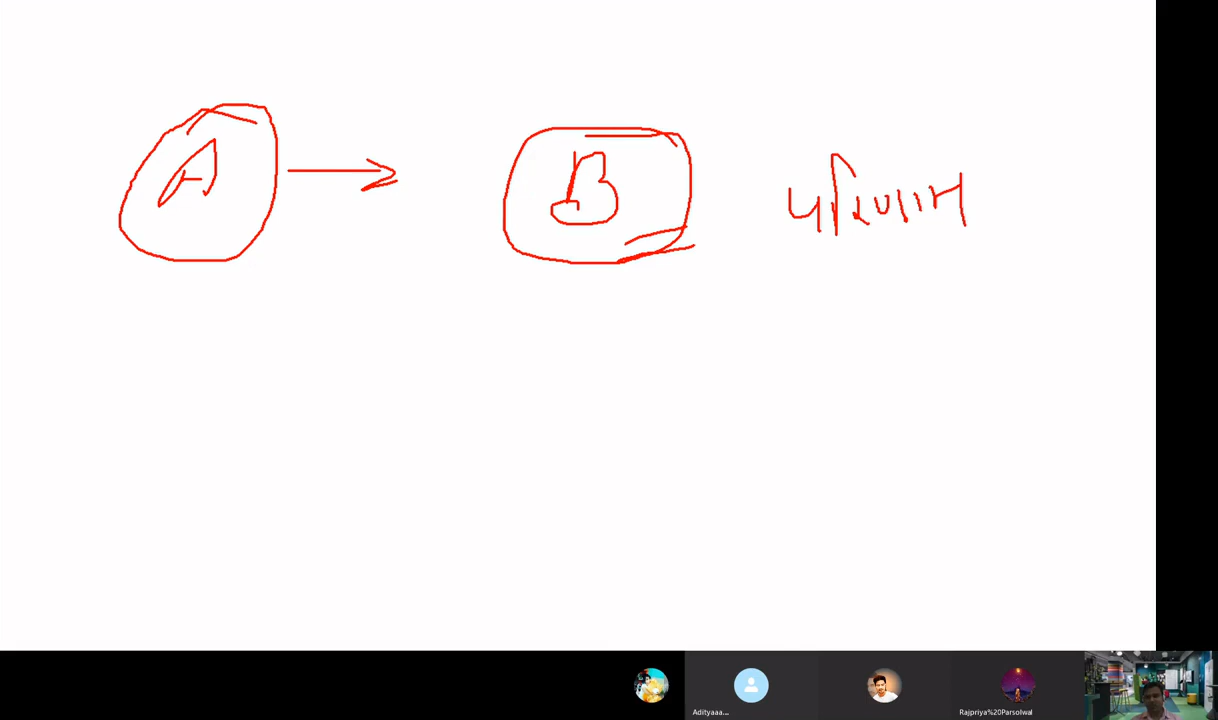 A → B परिणाम
Adityaaa...
Rajpriya%20Parsolwal